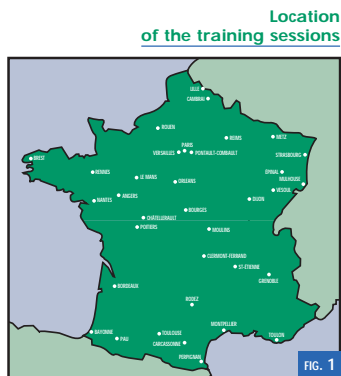 Location
of the training sessions
LILLE
CAMBRAI
ROUEN
REIMS
METZ
PARIS
VERSAILLES
PONTAULT-COMBAULT
STRASBOURG
BREST
RENNES
LE MANS
ORLEANS
ÉPINAL
MULHOUSE
VESOUL
ANGERS
NANTES
DIJON
BOURGES
CHÂTELLERAULT
POITIERS
MOULINS
CLERMONT-FERRAND
ST-ÉTIENNE
GRENOBLE
BORDEAUX
RODEZ
BAYONNE
PAU
TOULOUSE
MONTPELLIER
CARCASSONNE
TOULON
PERPIGNAN
FIG. 1